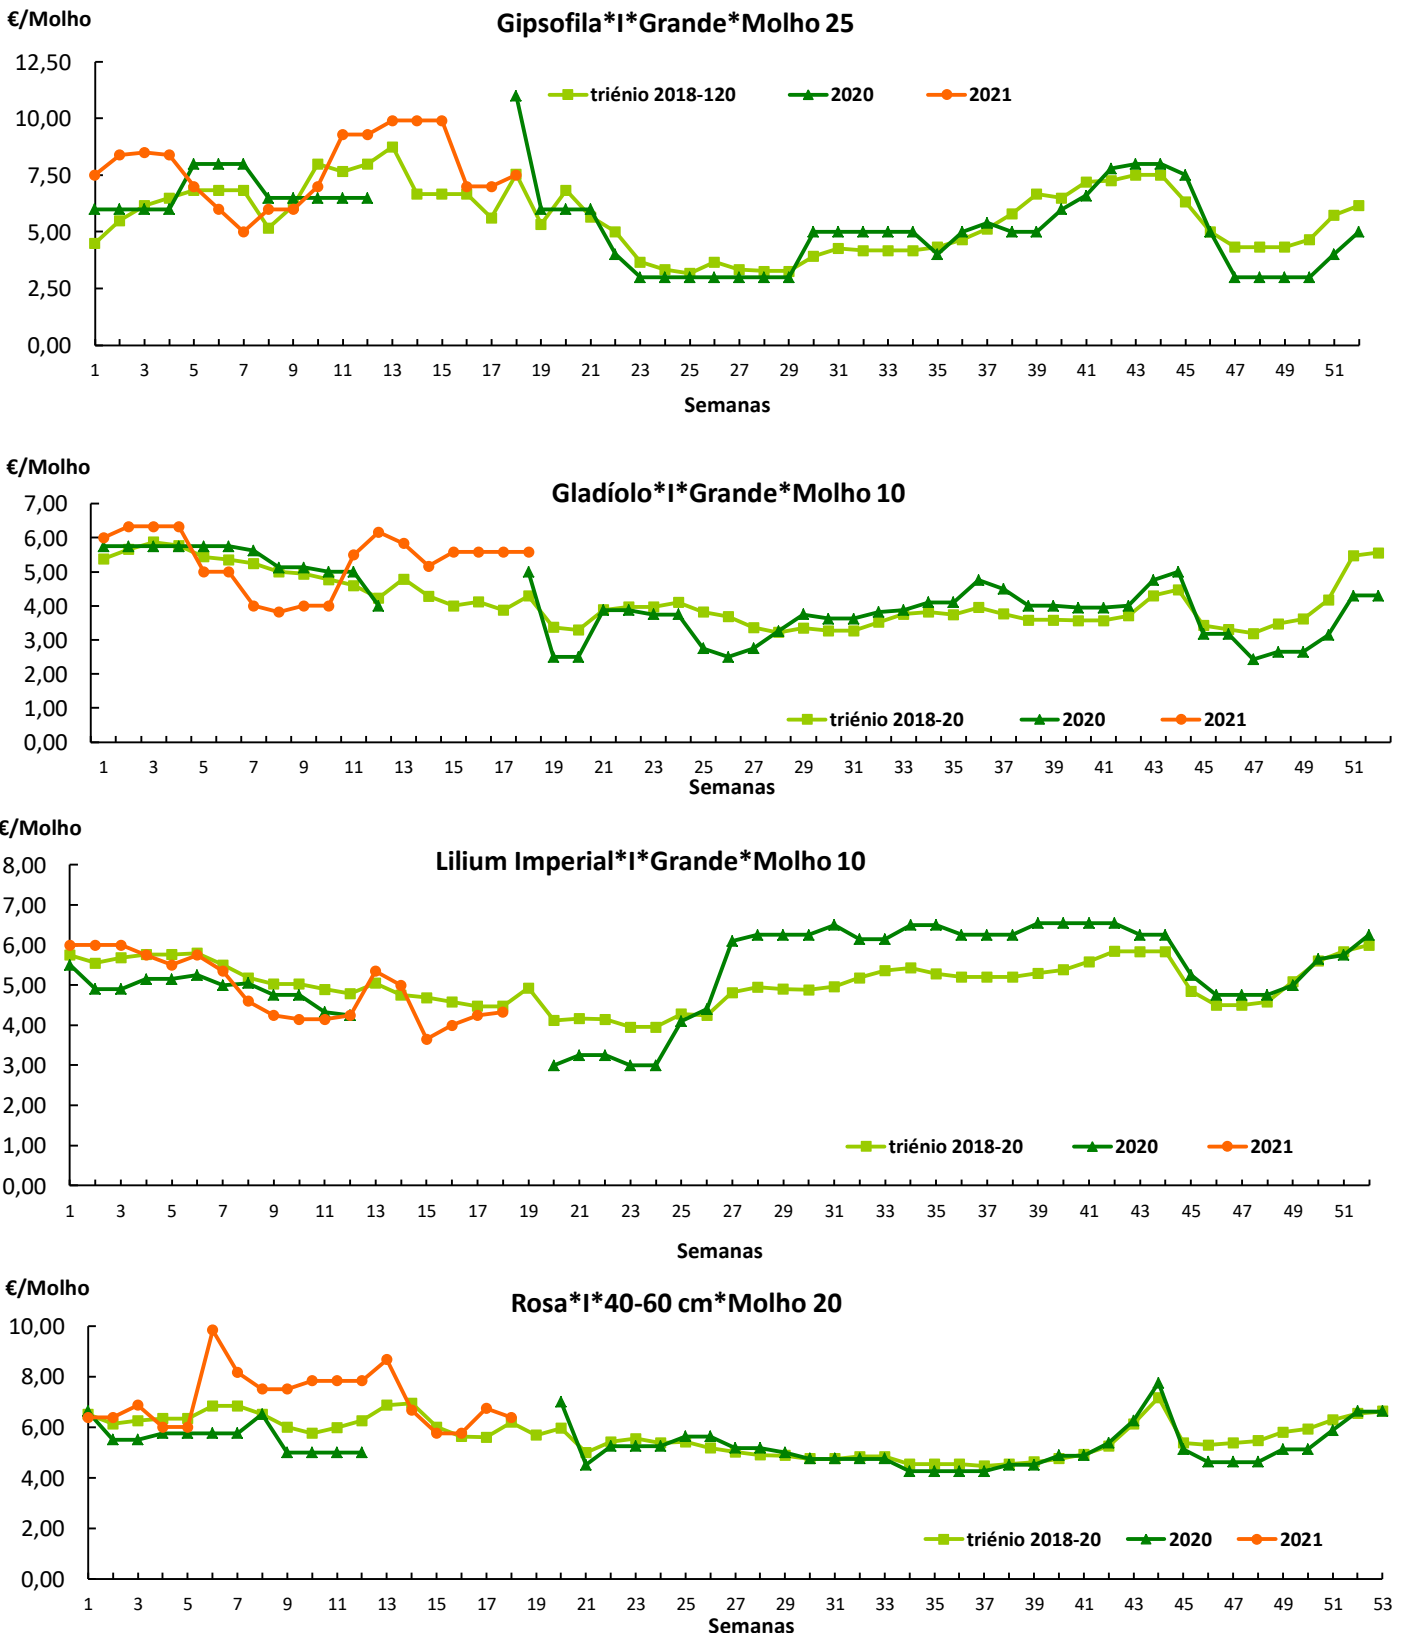 €/Molho
Gipsofila*I*Grande*Molho 25
12,50
triénio 2018-120 2020 2021
10,00
7,50
5,00
2,50
0,00
1 3 5 7 9 11 13 15 17 19 21 23 25 27 29 31 33 35 37 39 41 43 45 47 49 51
Semanas
€/Molho
Gladíolo*I*Grande*Molho 10
7,00
6,00
5,00
4,00
3,00
2,00
1,00
triénio 2018-20 2020 2021
0,00
1 3 5 7 9 11 13 15 17 19 21 23 25 27 29 31 33 35 37 39 41 43 45 47 49 51
Semanas
€/Molho
Lilium Imperial*I*Grande*Molho 10
8,00
7,00
6,00
5,00
4,00
3,00
2,00
1,00
triénio 2018-20 2020 2021
0,00
1 3 5 7 9 11 13 15 17 19 21 23 25 27 29 31 33 35 37 39 41 43 45 47 49 51
Semanas
€/Molho
Rosa*I*40-60 cm*Molho 20
10,00
8,00
6,00
4,00
2,00
triénio 2018-20 2020 2021
0,00
1 3 5 7 9 11 13 15 17 19 21 23 25 27 29 31 33 35 37 39 41 43 45 47 49 51 53
Semanas